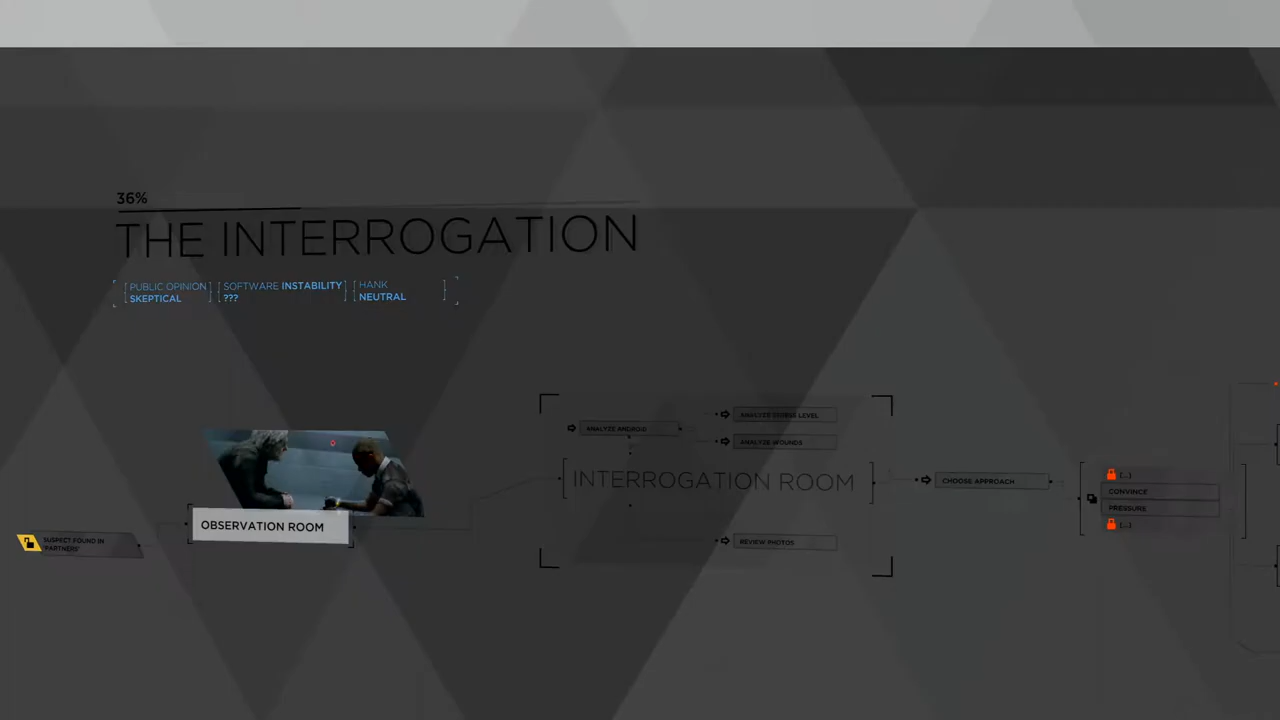 36%
THE INTERROGATION
PUBLIC OPINION
SKEPTICAL
SOFTWARE INSTABILITY
???
HANK
NEUTRAL
SUSPECT FOUND IN
'PARTNERS'
OBSERVATION ROOM
ANALYZE ANDROID
ANALYZE STRESS LEVEL
ANALYZE WOUNDS
INTERROGATION ROOM
REVIEW PHOTOS
CHOOSE APPROACH
(...)
CONVINCE
PRESSURE
(...)